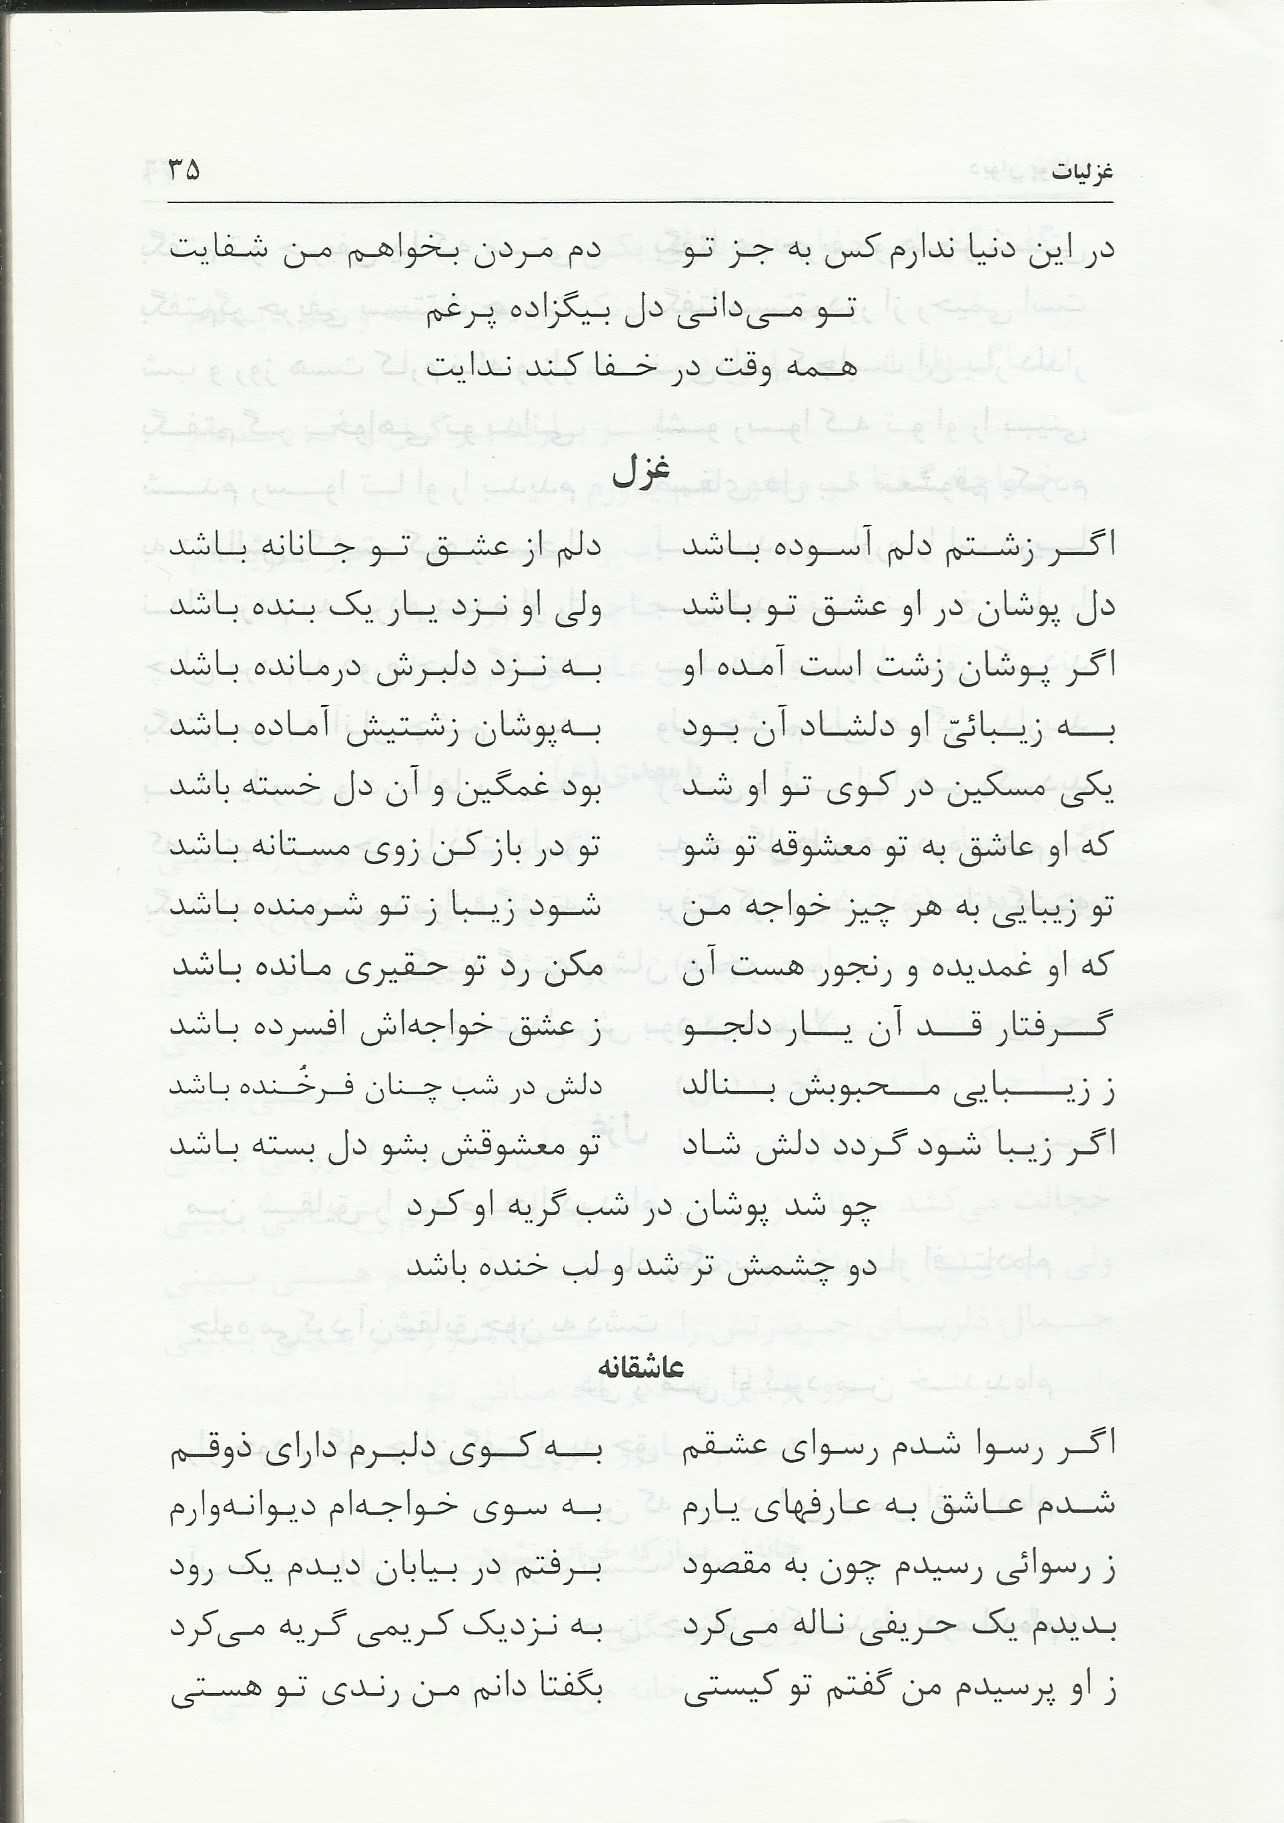 غزلیات ۳۵
در این دنیا ندارم کس به جز تو دم مردن بخواهم من شفایت
تو می‌دانی دل بیگزاده پرغم
همه وقت در خفا کند ندایت
غزل
اگر زشتم دلم آسوده باشد دلم از عشق تو جانانه باشد
دل پوشان در او عشق تو باشد ولی او نزد یار یک بنده باشد
اگر پوشان زشت است آمده او به نزد دلبرش درمانده باشد
به زیبائیّ او دلشاد آن بود به‌پوشان زشتیش آماده باشد
یکی مسکین در کوی تو او شد بود غمگین و آن دل خسته باشد
که او عاشق به تو معشوقه تو شو تو در باز کن زوی مستانه باشد
تو زیبایی به هر چیز خواجه من شود زیبا ز تو شرمنده باشد
که او غمدیده و رنجور هست آن مکن رد تو حقیری مانده باشد
گرفتار قد آن یار دلجو ز عشق خواجه‌اش افسرده باشد
ز زیبایی محبوبش بنالد دلش در شب چنان فرخُنده باشد
اگر زیبا شود گردد دلش شاد تو معشوقش بشو دل بسته باشد
چو شد پوشان در شب گریه او کرد
دو چشمش تر شد و لب خنده باشد
عاشقانه
اگر رسوا شدم رسوای عشقم به کوی دلبرم دارای ذوقم
شدم عاشق به عارفهای یارم به سوی خواجه‌ام دیوانه‌وارم
ز رسوائی رسیدم چون به مقصود برفتم در بیابان دیدم یک رود
بدیدم یک حریفی ناله می‌کرد به نزدیک کریمی گریه می‌کرد
ز او پرسیدم من گفتم تو کیستی بگفتا دانم من رندی تو هستی